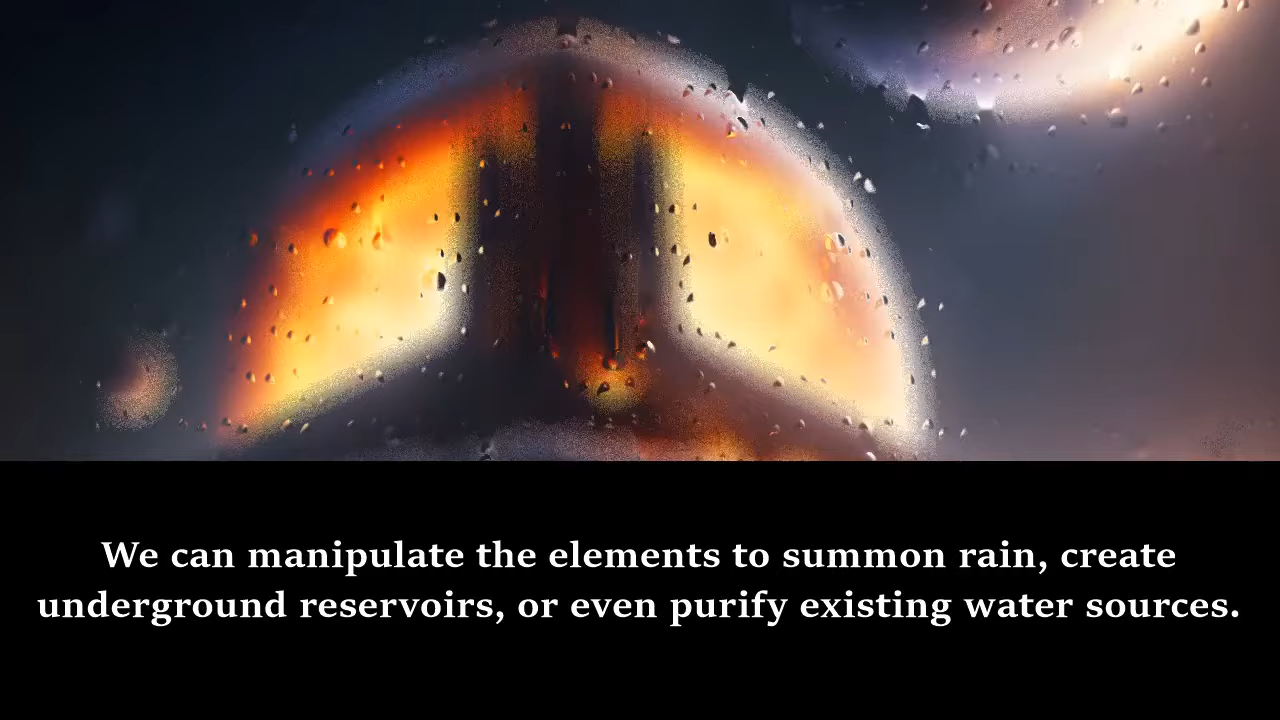 We can manipulate the elements to summon rain, create
underground reservoirs, or even purify existing water sources.